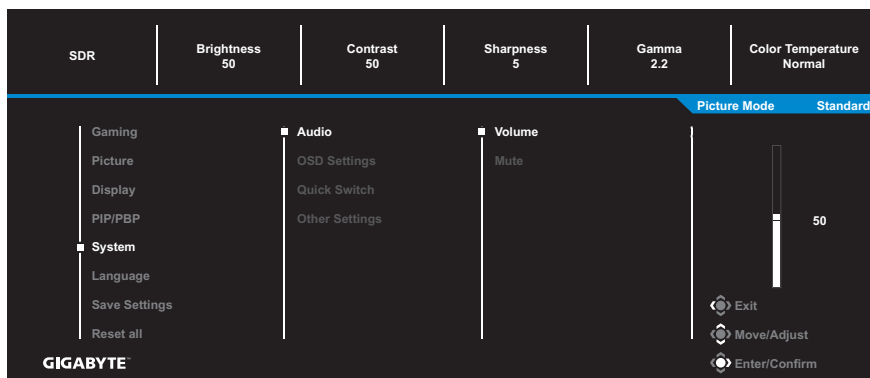 SDR
Brightness
50
Contrast
50
Sharpness
5
Gamma
2.2
Color Temperature
Normal
Picture Mode Standard
Gaming
Picture
Display
PIP/PBP
System
Language
Save Settings
Reset all
Audio
OSD Settings
Quick Switch
Other Settings
Volume
Mute
50
Exit
Move/Adjust
Enter/Confirm
GIGABYTE™